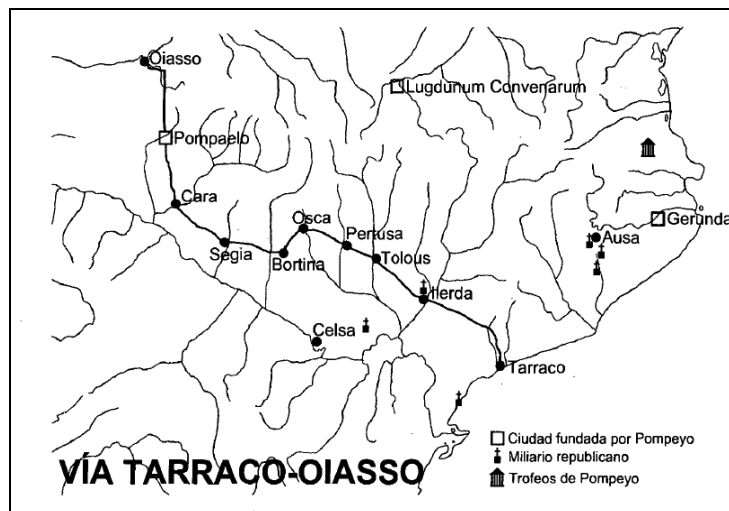 Oiasso
Lugdunum Convenarum
Pompaelo
Cara
Gerunda
Osca
Pertusa
Ausa
Segia
Bortina
Tolous
Ilerda
Celsa
Tarraco
Ciudad fundada por Pompeyo
Miliario republicano
Trofeos de Pompeyo
VÍA TARRACO-OIASSO